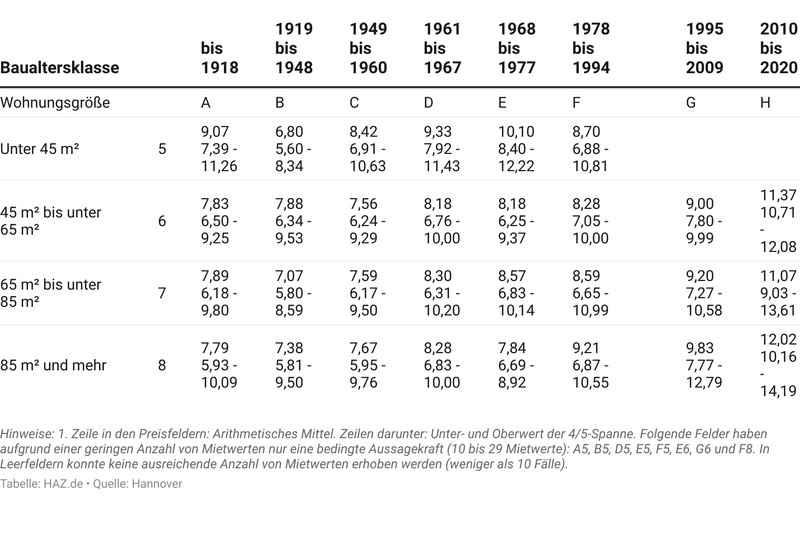 Baualtersklasse bis 1918 1919 bis 1948 1949 bis 1960 1961 bis 1967 1968 bis 1977 1978 bis 1994 1995 bis 2009 2010 bis 2020
Wohnungsgröße A B C D E F G H
Unter 45 m² 5 9,07 7,39 - 11,26 6,80 5,60 - 8,34 8,42 6,91 - 10,63 9,33 7,92 - 11,43 10,10 8,40 - 12,22 8,70 6,88 - 10,81
45 m² bis unter 65 m² 6 7,83 6,50 - 9,25 7,88 6,34 - 9,53 7,56 6,24 - 9,29 8,18 6,76 - 10,00 8,18 6,25 - 9,37 8,28 7,05 - 10,00 9,00 7,80 - 9,99 11,37 10,71 - 12,08
65 m² bis unter 85 m² 7 7,89 6,18 - 9,80 7,07 5,80 - 8,59 7,59 6,17 - 9,50 8,30 6,31 - 10,20 8,57 6,83 - 10,14 8,59 6,65 - 10,99 9,20 7,27 - 10,58 11,07 9,03 - 13,61
85 m² und mehr 8 7,79 5,93 - 10,09 7,38 5,81 - 9,50 7,67 5,95 - 9,76 8,28 6,83 - 10,00 7,84 6,69 - 8,92 9,21 6,87 - 10,55 9,83 7,77 - 12,79 12,02 10,16 - 14,19
Hinweise: 1. Zeile in den Preisfeldern: Arithmetisches Mittel. Zeilen darunter: Unter- und Oberwert der 4/5-Spanne. Folgende Felder haben
aufgrund einer geringen Anzahl von Mietwerten nur eine bedingte Aussagekraft (10 bis 29 Mietwerte): A5, B5, D5, E5, F5, E6, G6 und F8. In
Leerfeldern konnte keine ausreichende Anzahl von Mietwerten erhoben werden (weniger als 10 Fälle).
Tabelle: HAZ.de • Quelle: Hannover